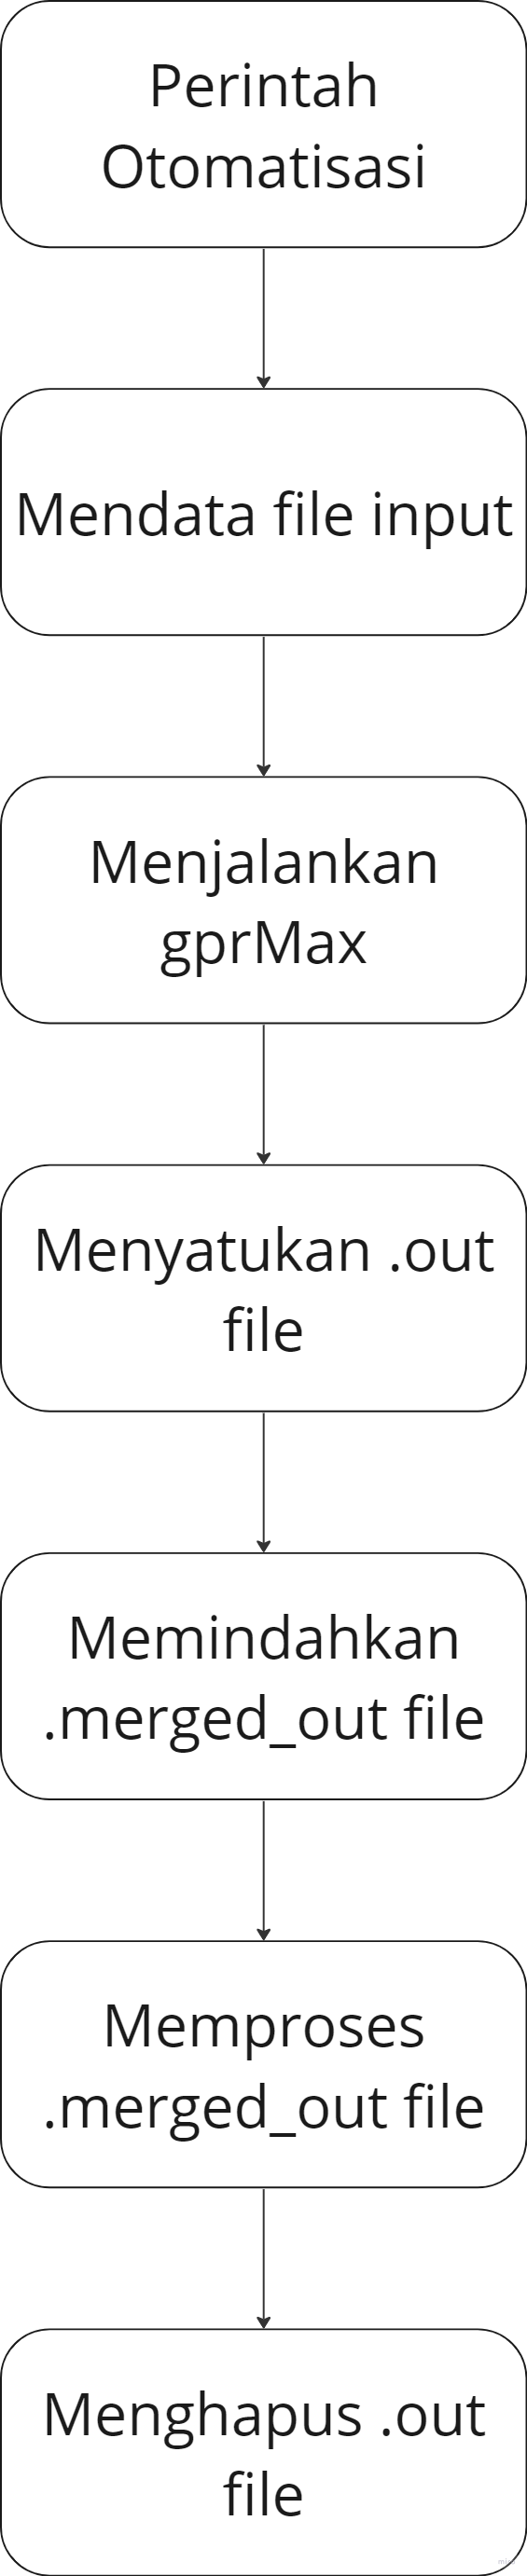 Perintah
Otomatisasi
Mendata file input
Menjalankan
gprMax
Menyatukan .out
file
Memindahkan
.merged_out file
Memproses
.merged_out file
Menghapus .out
file